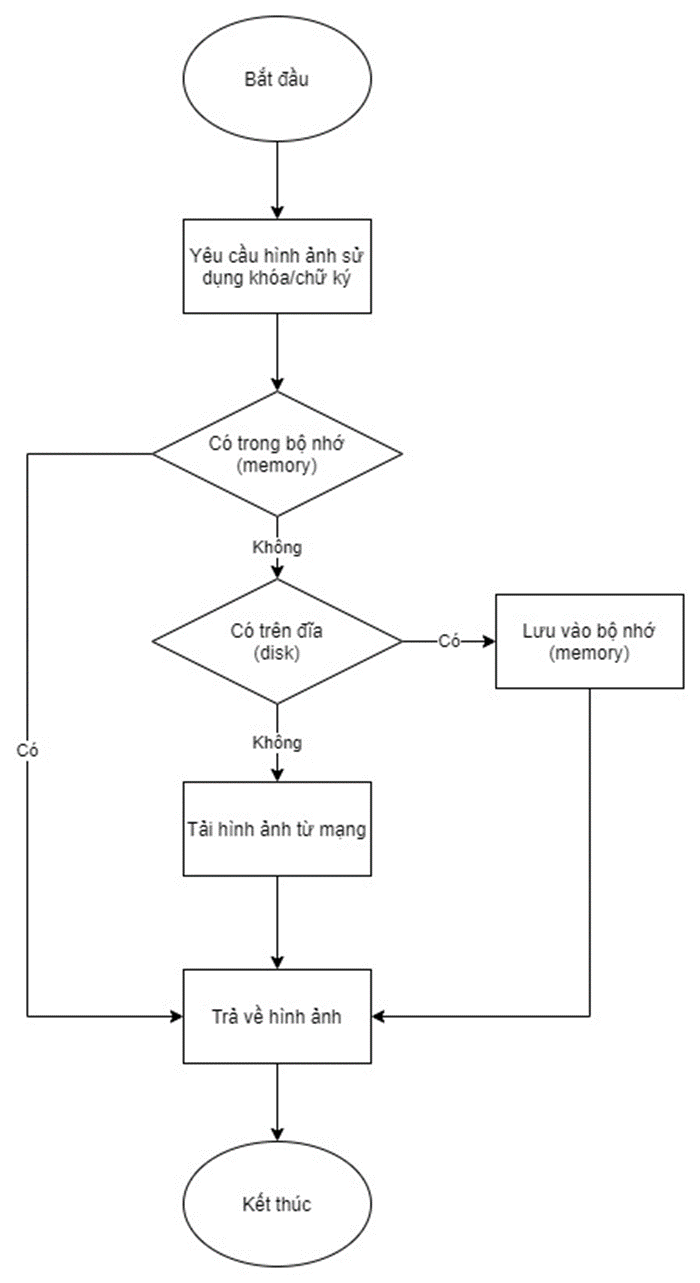 Bắt đầu
Yêu cầu hình ảnh sử
dụng khóa/chữ ký
Có trong bộ nhớ
(memory)
Không
Có trên đĩa
(disk)
Có
Lưu vào bộ nhớ
(memory)
Không
Có
Tải hình ảnh từ mạng
Trả về hình ảnh
Kết thúc